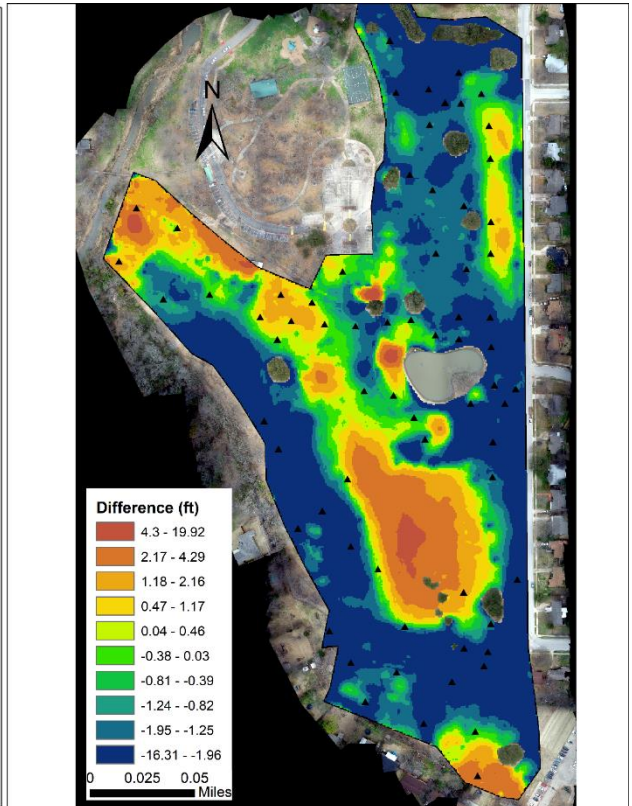 N
Difference (ft)
4.3 - 19.92
2.17 - 4.29
1.18 - 2.16
0.47 - 1.17
0.04 - 0.46
-0.38 - 0.03
-0.81 - -0.39
-1.24 - -0.82
-1.95 - -1.25
-16.31 - -1.96
0 0.025 0.05
Miles